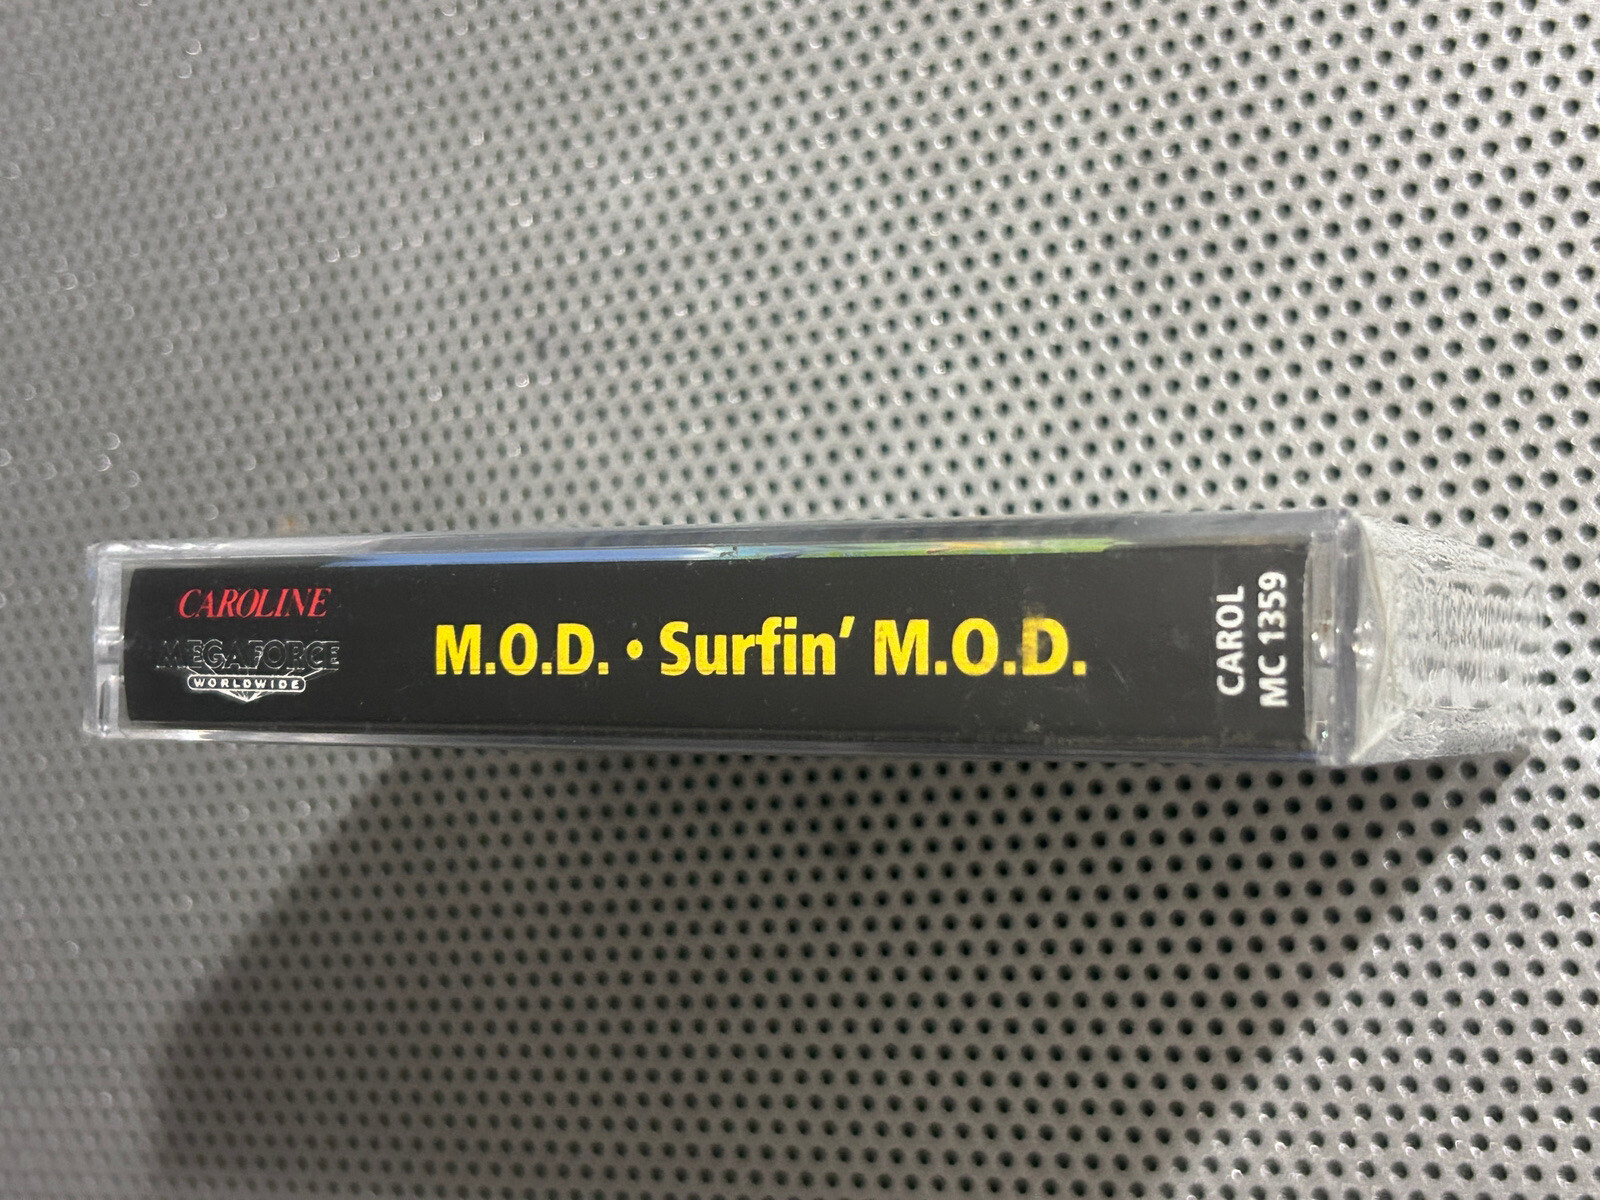 CAROLINE
MEGAFORCE
WORLDWIDE
M.O.D. • Surfin' M.O.D.
CAROL
MC 1359